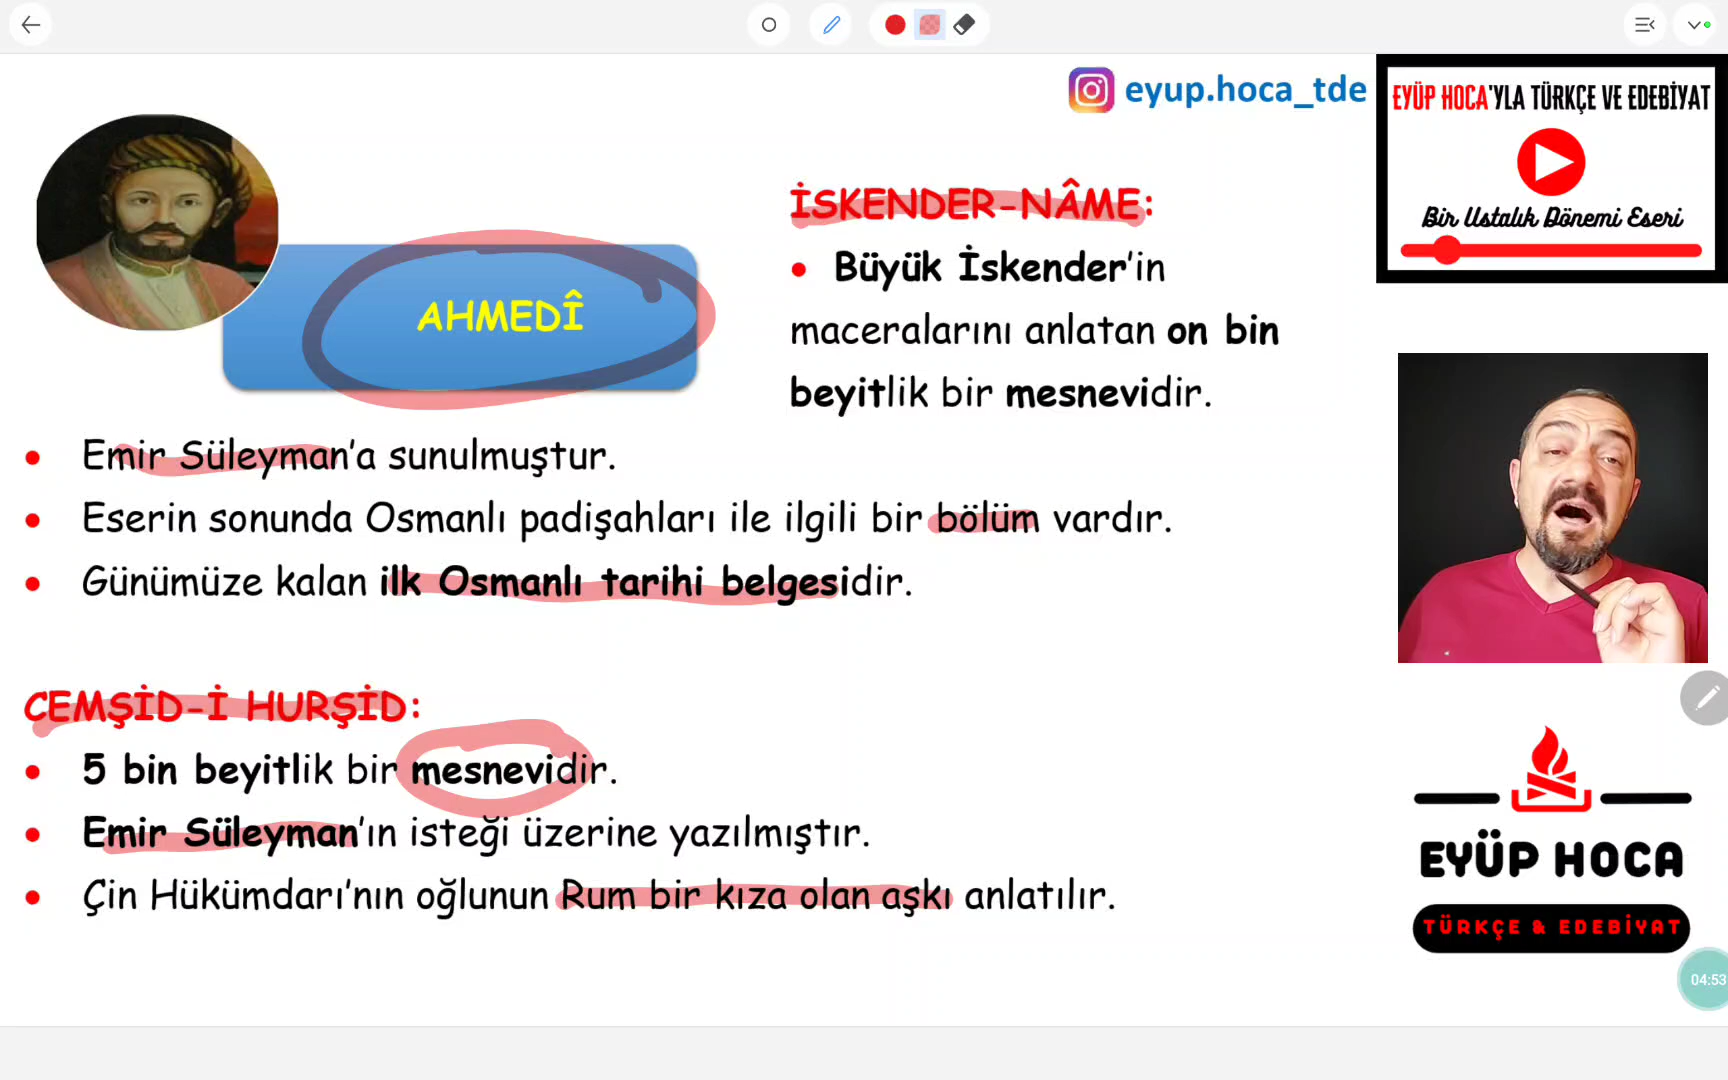 eyup.hoca_tde
EYÜP HOCA'YLA TÜRKÇE VE EDEBİYAT
Bir Ustalık Dönemi Eseri
AHMEDÎ
İSKENDER-NÂME:
• Büyük İskender'in
maceralarını anlatan on bin
beyitlik bir mesnevidir.
• Emir Süleyman'a sunulmuştur.
• Eserin sonunda Osmanlı padişahları ile ilgili bir bölüm vardır.
• Günümüze kalan ilk Osmanlı tarihi belgesidir.
CEMŞİD-İ HURŞİD:
• 5 bin beyitlik bir mesnevidir.
• Emir Süleyman'ın isteği üzerine yazılmıştır.
• Çin Hükümdarı'nın oğlunun Rum bir kıza olan aşkı anlatılır.
EYÜP HOCA
TÜRKÇE & EDEBİYAT
04:53